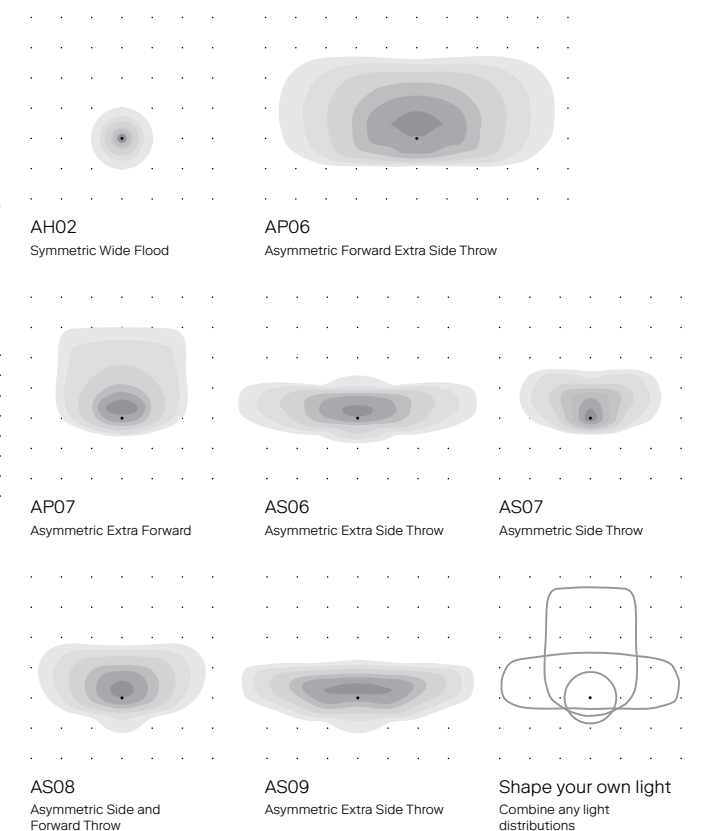 AH02
Symmetric Wide Flood
AP06
Asymmetric Forward Extra Side Throw
AP07
Asymmetric Extra Forward
AS06
Asymmetric Extra Side Throw
AS07
Asymmetric Side Throw
AS08
Asymmetric Side and
Forward Throw
AS09
Asymmetric Extra Side Throw
Shape your own light
Combine any light
distributions